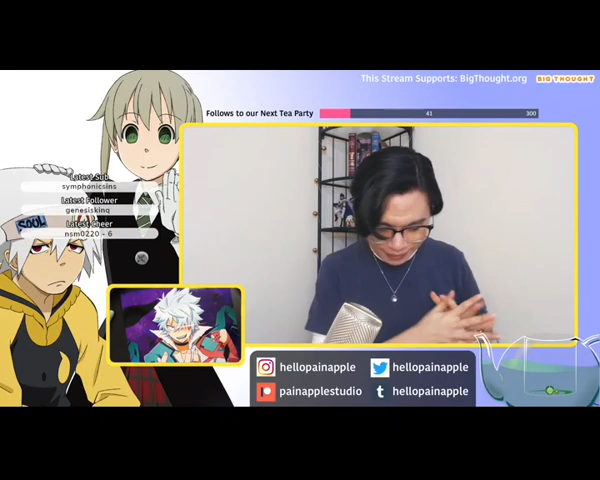 This Stream Supports: BigThought.org
BIG THOUGHT
Follows to our Next Tea Party
41
300
Latest Sub
symphonicsins
Latest Follower
genesiskinq
Latest Cheer
nsm0220 - 6
SOUL
hellopainapple
hellopainapple
painapplestudio
hellopainapple